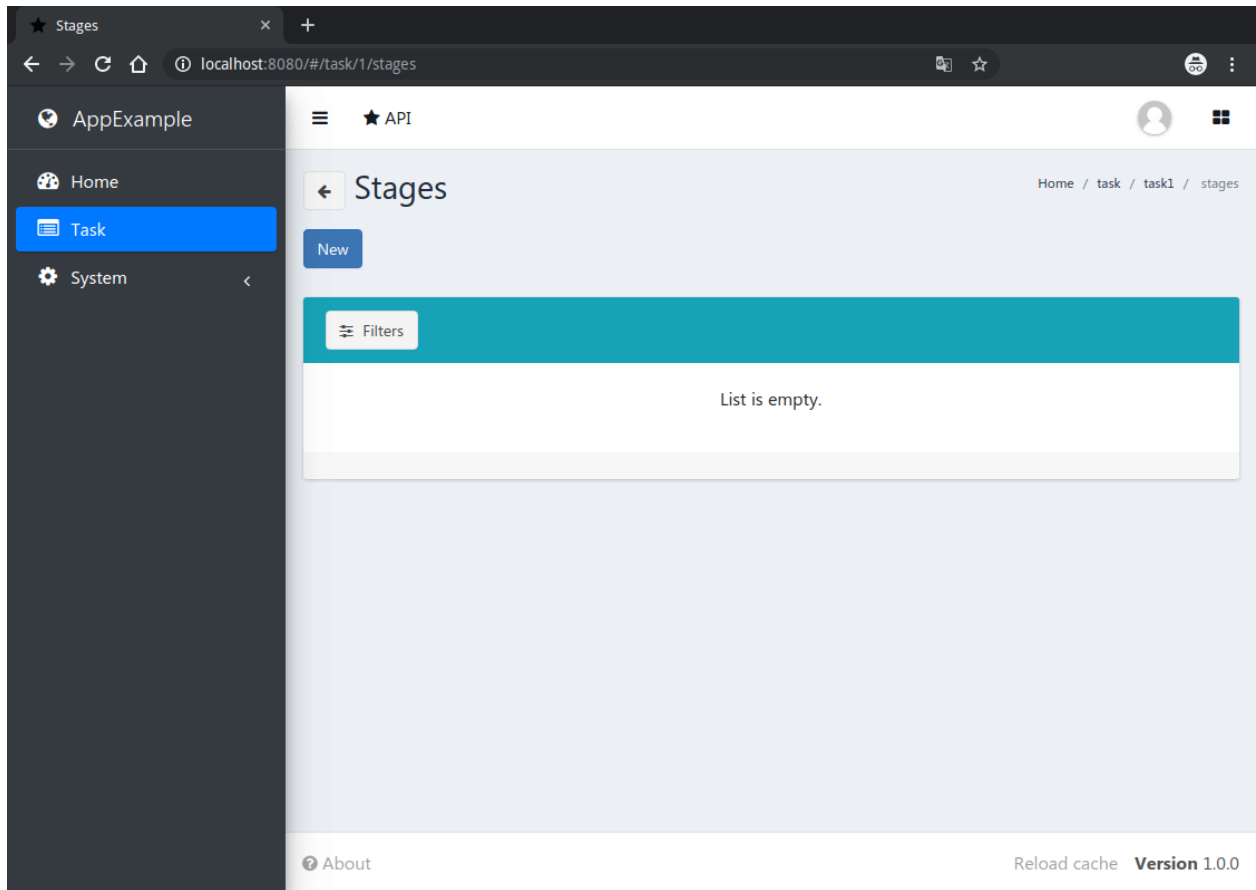 Stages
localhost:8080/#/task/1/stages
AppExample
API
Home
Task
System
Stages
Home / task / task1 / stages
New
Filters
List is empty.
About
Reload cache Version 1.0.0